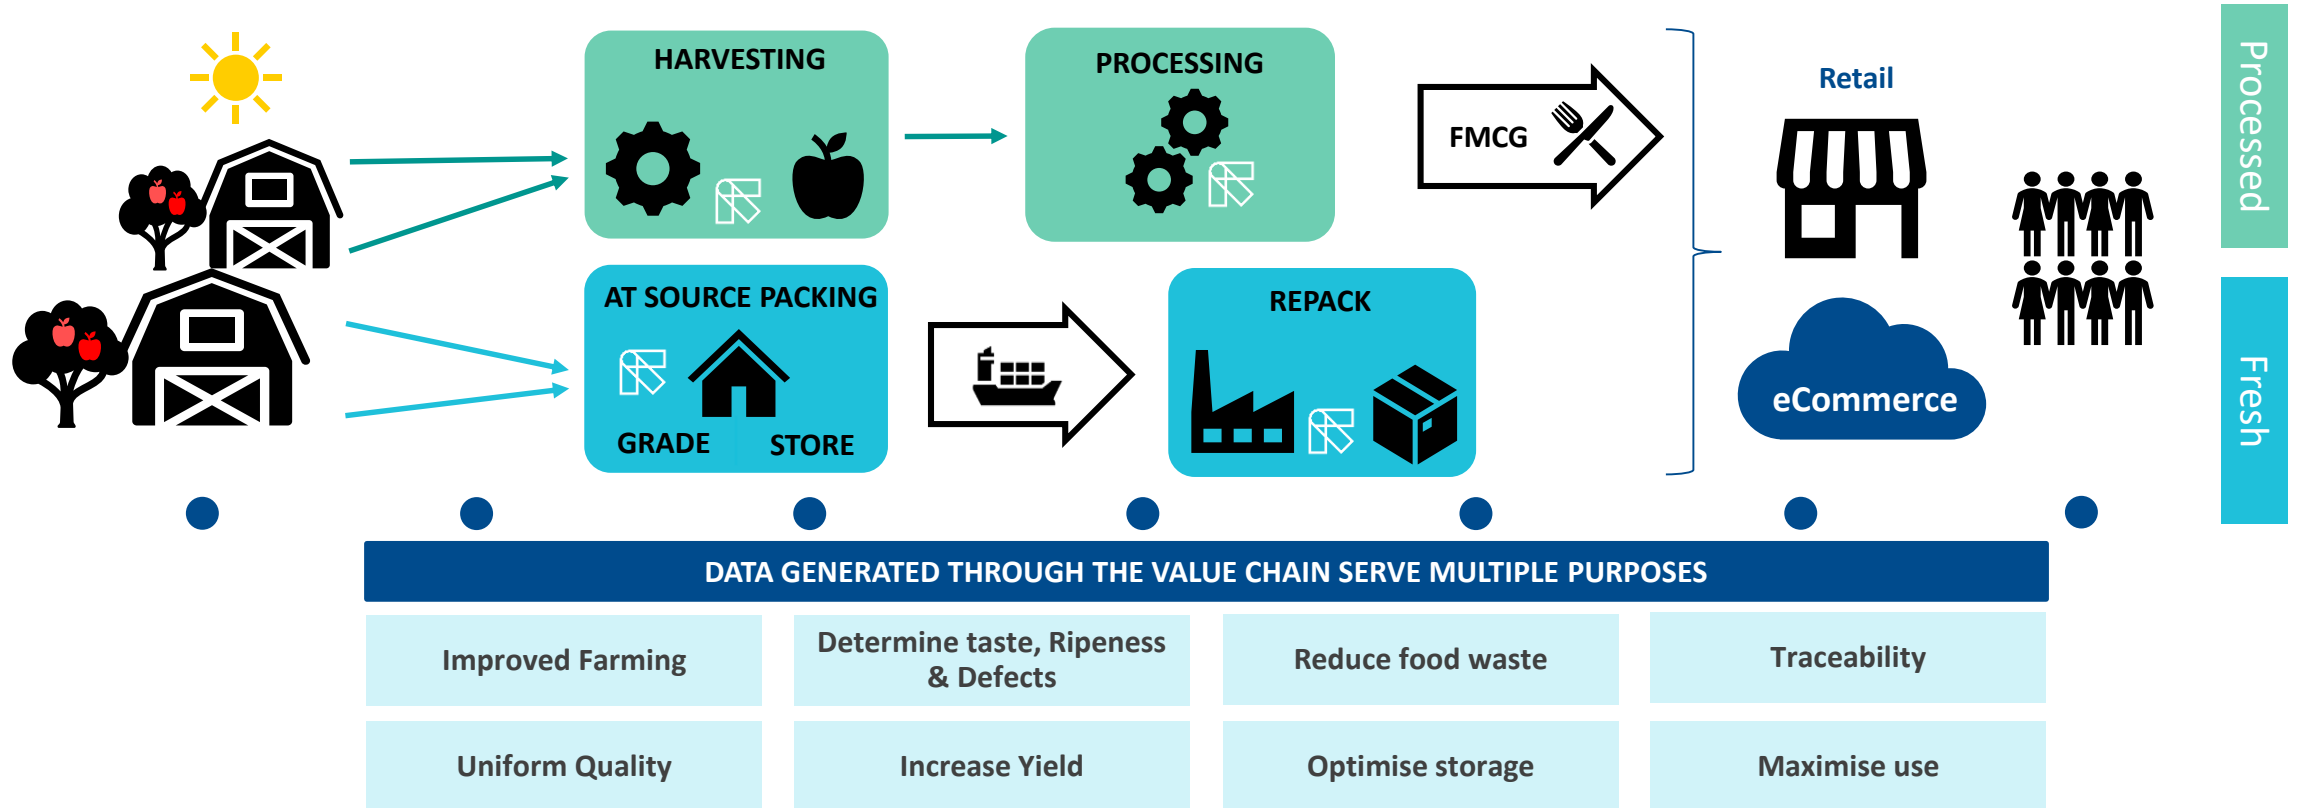 HARVESTING
PROCESSING
FMCG
Retail
Processed
AT SOURCE PACKING
GRADE
STORE
REPACK
eCommerce
Fresh
DATA GENERATED THROUGH THE VALUE CHAIN SERVE MULTIPLE PURPOSES
Improved Farming
Determine taste, Ripeness
& Defects
Reduce food waste
Traceability
Uniform Quality
Increase Yield
Optimise storage
Maximise use